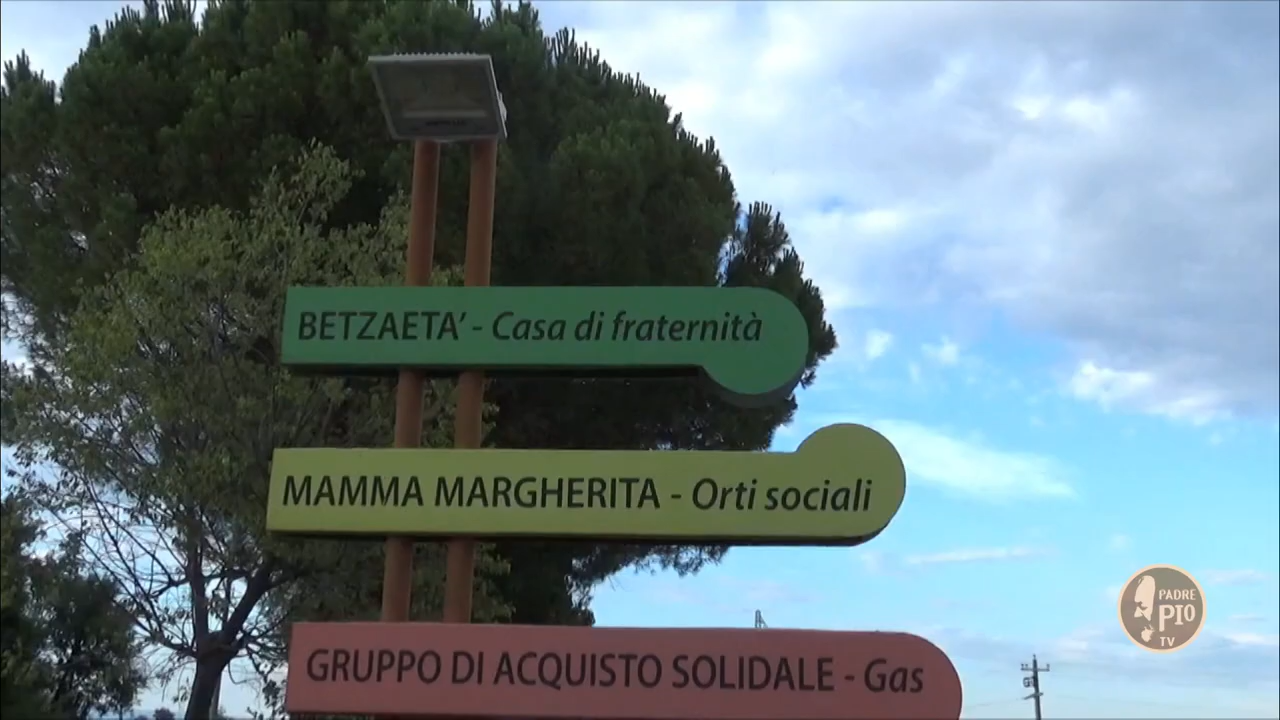 BETZAETA' - Casa di fraternità
MAMMA MARGHERITA - Orti sociali
GRUPPO DI ACQUISTO SOLIDALE - Gas
PADRE
PIO
TV